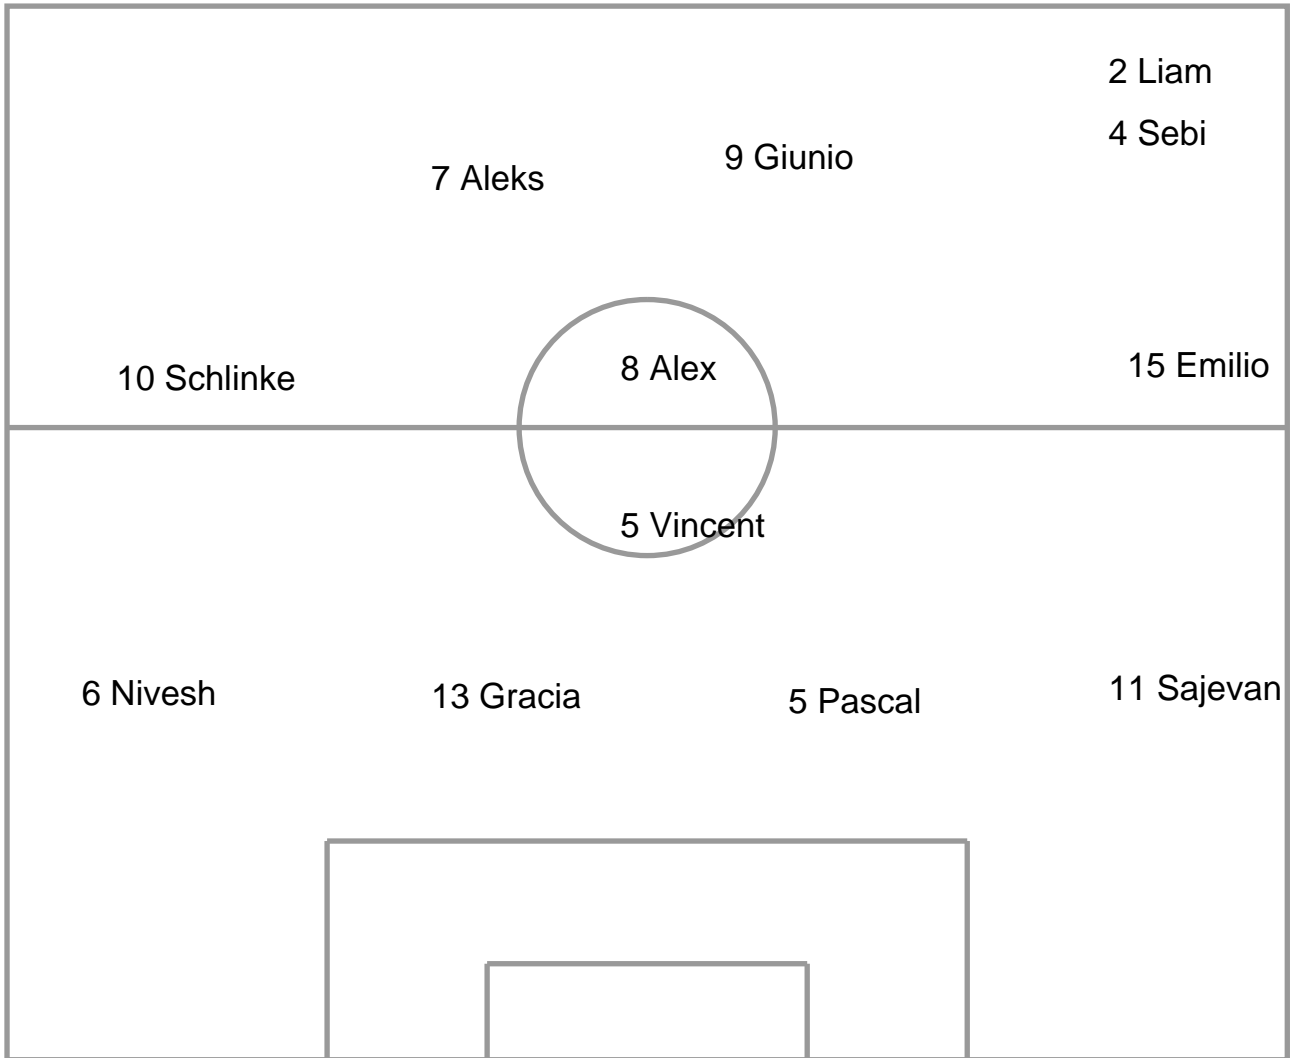 2 Liam
4 Sebi
9 Giunio
7 Aleks
10 Schlinke
8 Alex
15 Emilio
5 Vincent
6 Nivesh
13 Gracia
5 Pascal
11 Sajevan